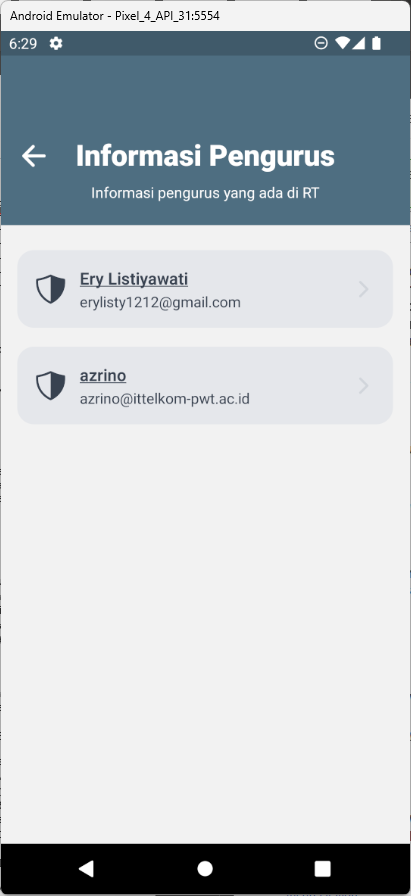 Android Emulator - Pixel_4_API_31:5554
6:29
Informasi Pengurus
Informasi pengurus yang ada di RT
Ery Listiyawati
erylisty1212@gmail.com
azrino
azrino@ittelkom-pwt.ac.id